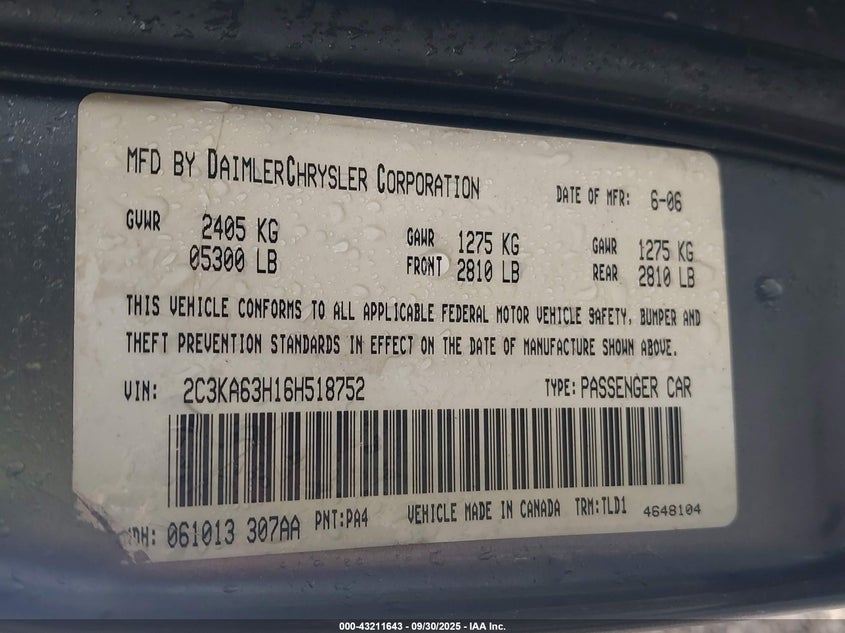 MFD BY DAIMLERCHRYSLER CORPORATION DATE OF MFR: 6-06
GVWR 2405 KG GAWR 1275 KG GAWR 1275 KG
05300 LB FRONT 2810 LB REAR 2810 LB
THIS VEHICLE CONFORMS TO ALL APPLICABLE FEDERAL MOTOR VEHICLE SAFETY, BUMPER AND
THEFT PREVENTION STANDARDS IN EFFECT ON THE DATE OF MANUFACTURE SHOWN ABOVE.
VIN: 2C3KA63H16H518752 TYPE: PASSENGER CAR
061013 307AA PNT:PA4 VEHICLE MADE IN CANADA TRM:TLD1 4648104
000-43211643 - 09/30/2025 - IAA Inc.